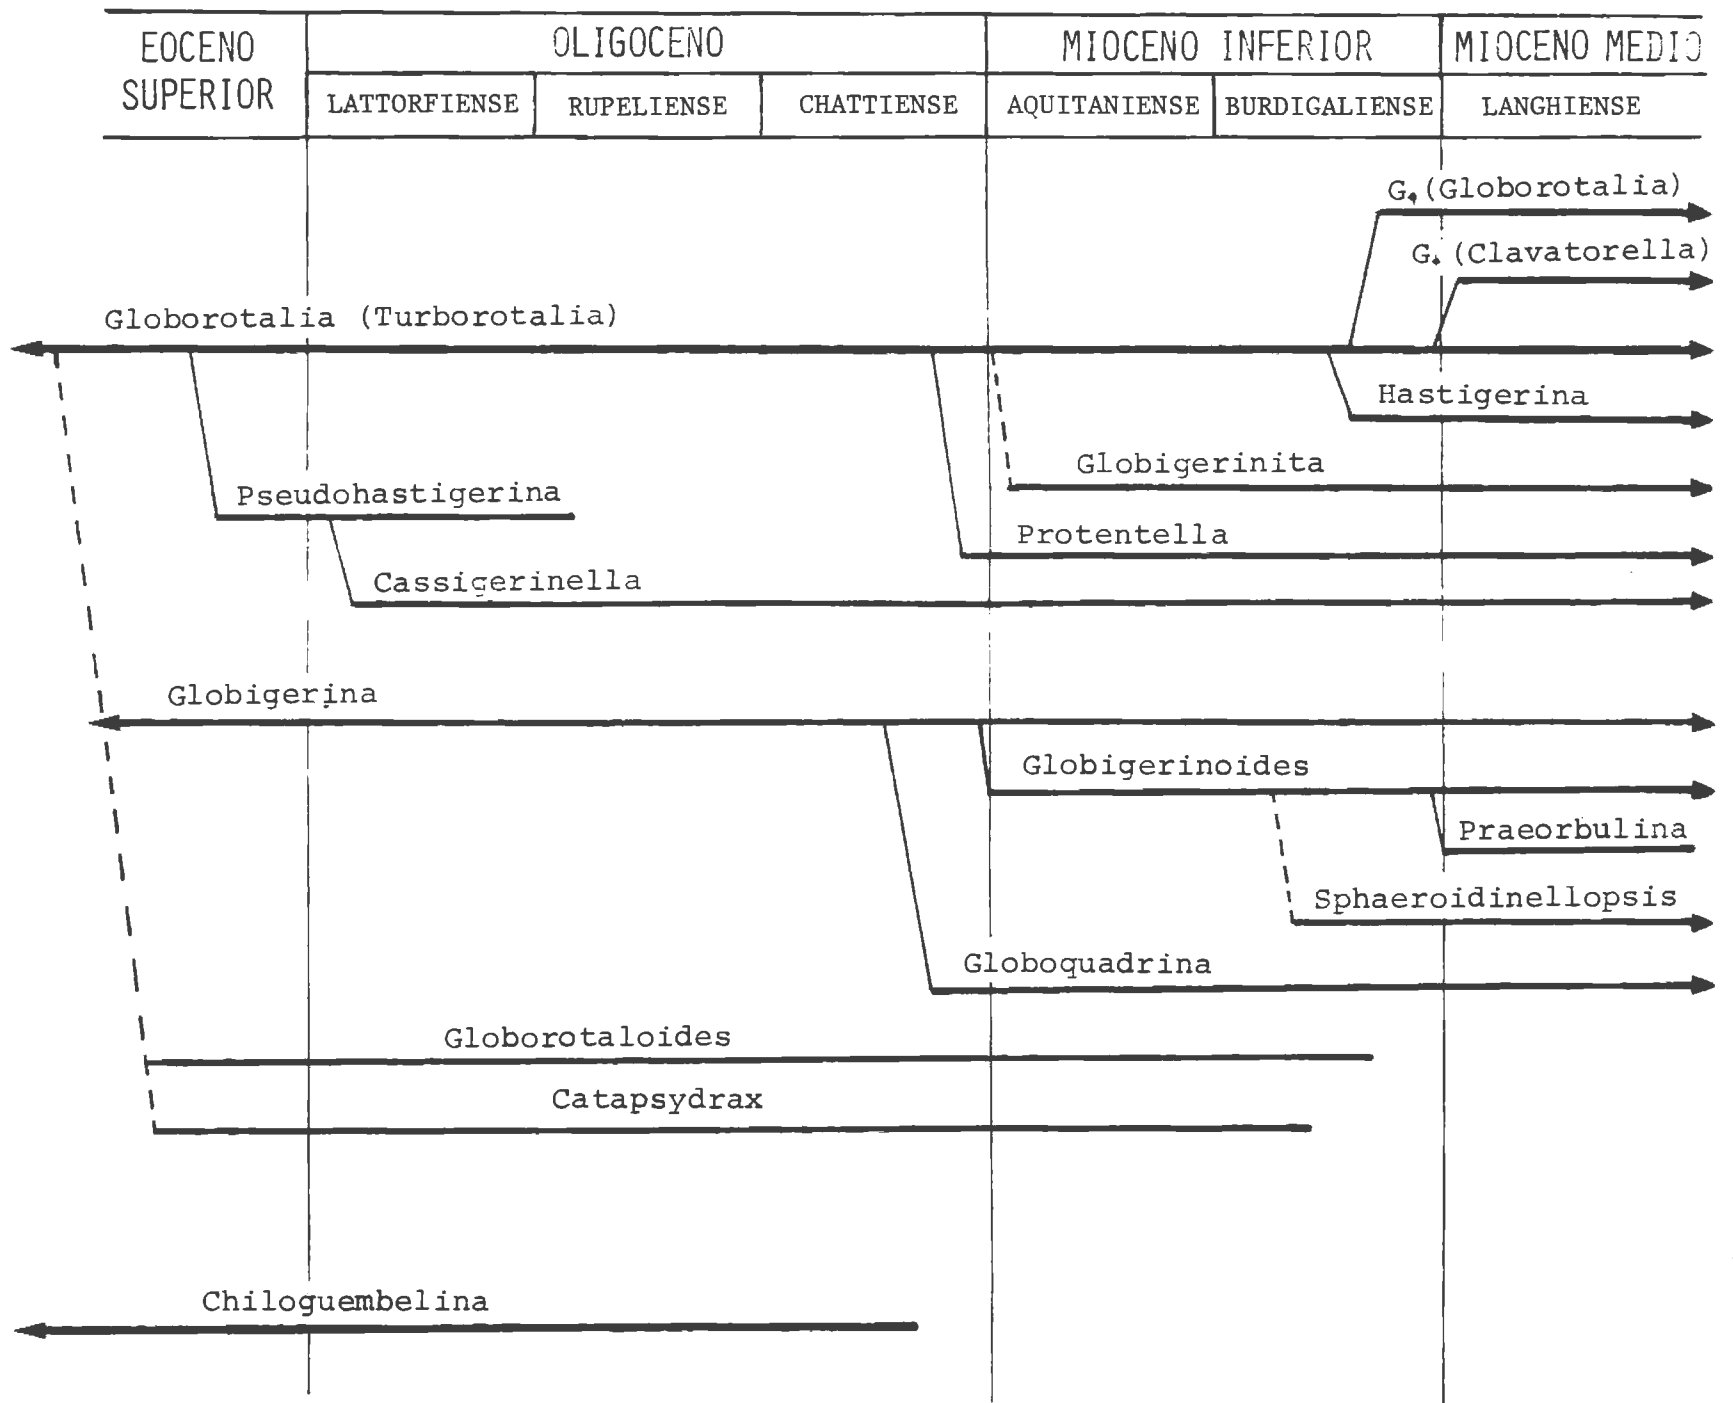 EOCENO SUPERIOR
OLIGOCENO
MIOCENO INFERIOR
MIOCENO MEDIO
LATTORFIENSE
RUPELIENSE
CHATTIENSE
AQUITANIENSE
BURDIGALIENSE
LANGHIENSE
G. (Globorotalia)
G. (Clavatorella)
Globorotalia (Turborotalia)
Hastigerina
Globigerinita
Pseudohastigerina
Protentella
Cassigerinella
Globigerina
Globigerinoides
Praeorbulina
Sphaeroidinellopsis
Globoquadrina
Globorotaloides
Catapsydrax
Chiloguembelina